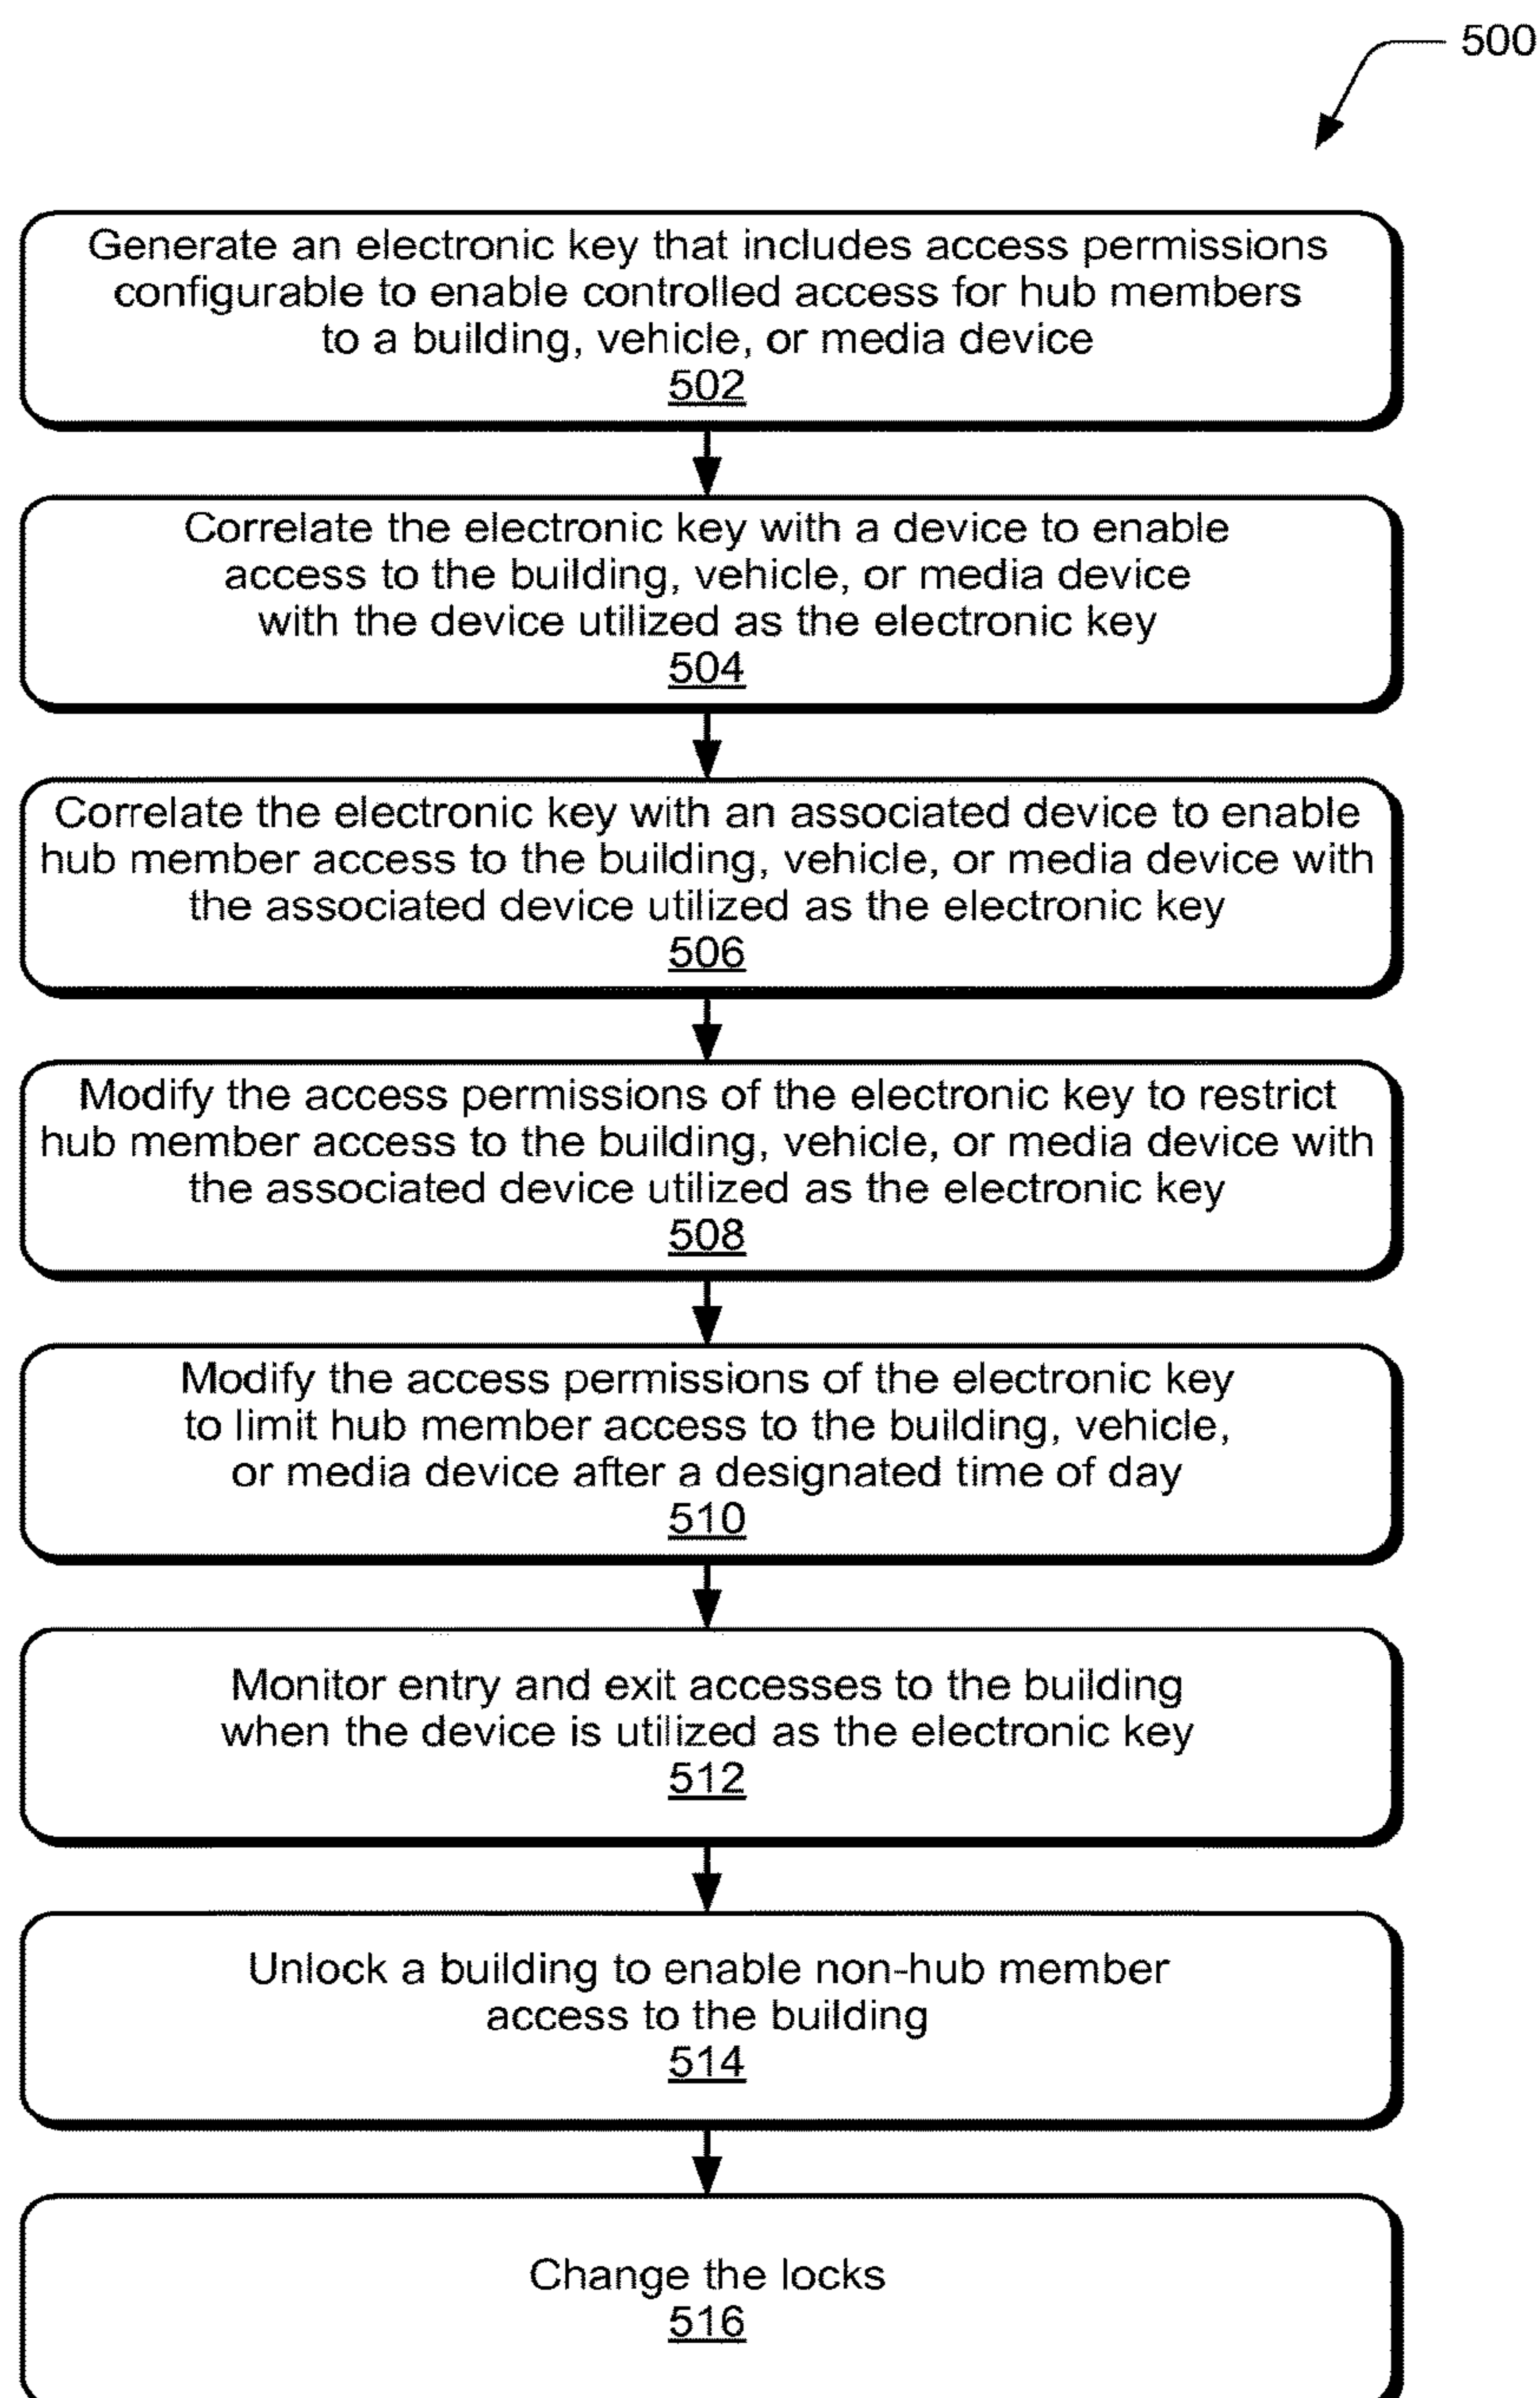 500
Generate an electronic key that includes access permissions
configurable to enable controlled access for hub members
to a building, vehicle, or media device
502
Correlate the electronic key with a device to enable
access to the building, vehicle, or media device
with the device utilized as the electronic key
504
Correlate the electronic key with an associated device to enable
hub member access to the building, vehicle, or media device with
the associated device utilized as the electronic key
506
Modify the access permissions of the electronic key to restrict
hub member access to the building, vehicle, or media device with
the associated device utilized as the electronic key
508
Modify the access permissions of the electronic key
to limit hub member access to the building, vehicle,
or media device after a designated time of day
510
Monitor entry and exit accesses to the building
when the device is utilized as the electronic key
512
Unlock a building to enable non-hub member
access to the building
514
Change the locks
516